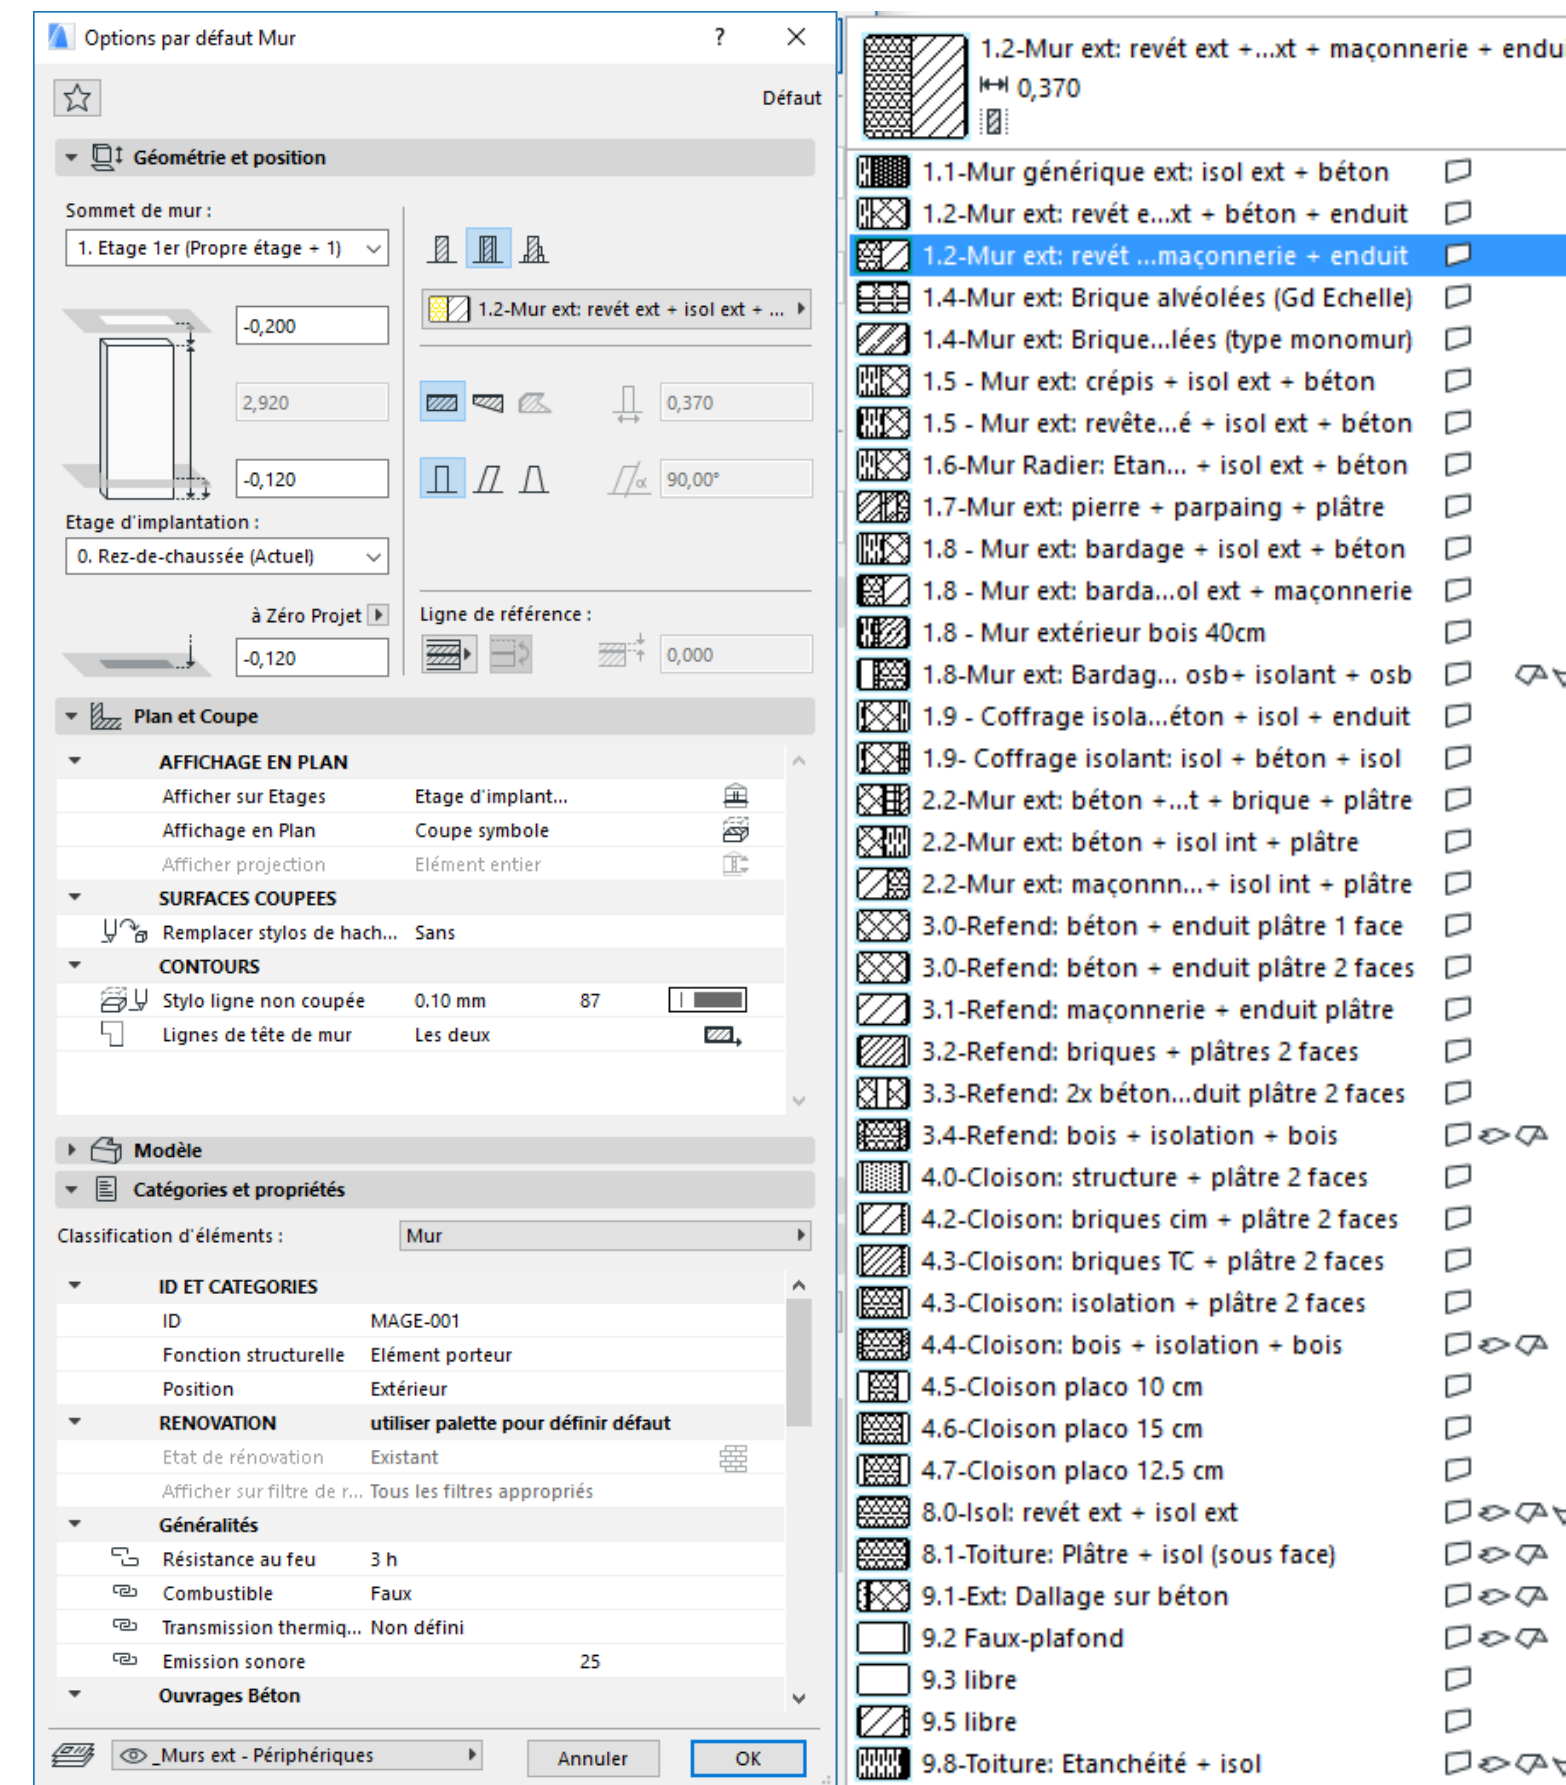 Options par défaut Mur
?
Défaut
Géométrie et position
Sommet de mur :
1. Etage 1er (Propre étage + 1)
-0,200
2,920
-0,120
Etage d'implantation :
0. Rez-de-chaussée (Actuel)
à Zéro Projet
-0,120
1.2-Mur ext: revét ext + isol ext + ...
0,370
α 90,00°
Ligne de référence :
0,000
Plan et Coupe
AFFICHAGE EN PLAN
Afficher sur Etages Etage d'implant...
Affichage en Plan Coupe symbole
Afficher projection Elément entier
SURFACES COUPEES
Remplacer stylos de hach... Sans
CONTOURS
Stylo ligne non coupée 0.10 mm 87
Lignes de tête de mur Les deux
Modèle
Catégories et propriétés
Classification d'éléments : Mur
ID ET CATEGORIES
ID MAGE-001
Fonction structurelle Elément porteur
Position Extérieur
RENOVATION utiliser palette pour définir défaut
Etat de rénovation Existant
Afficher sur filtre de r... Tous les filtres appropriés
Généralités
Résistance au feu 3 h
Combustible Faux
Transmission thermiq... Non défini
Emission sonore 25
Ouvrages Béton
_Murs ext - Périphériques
Annuler
OK
1.2-Mur ext: revét ext +...xt + maçonnerie + endui
0,370
1.1-Mur générique ext: isol ext + béton
1.2-Mur ext: revét e...xt + béton + enduit
1.2-Mur ext: revét ...maçonnerie + enduit
1.4-Mur ext: Brique alvéolées (Gd Echelle)
1.4-Mur ext: Brique...lées (type monomur)
1.5 - Mur ext: crépis + isol ext + béton
1.5 - Mur ext: revête...é + isol ext + béton
1.6-Mur Radier: Etan... + isol ext + béton
1.7-Mur ext: pierre + parpaing + plâtre
1.8 - Mur ext: bardage + isol ext + béton
1.8 - Mur ext: barda...ol ext + maçonnerie
1.8 - Mur extérieur bois 40cm
1.8-Mur ext: Bardag... osb+ isolant + osb
1.9 - Coffrage isola...éton + isol + enduit
1.9- Coffrage isolant: isol + béton + isol
2.2-Mur ext: béton +...t + brique + plâtre
2.2-Mur ext: béton + isol int + plâtre
2.2-Mur ext: maçonnn...+ isol int + plâtre
3.0-Refend: béton + enduit plâtre 1 face
3.0-Refend: béton + enduit plâtre 2 faces
3.1-Refend: maçonnerie + enduit plâtre
3.2-Refend: briques + plâtres 2 faces
3.3-Refend: 2x béton...duit plâtre 2 faces
3.4-Refend: bois + isolation + bois
4.0-Cloison: structure + plâtre 2 faces
4.2-Cloison: briques cim + plâtre 2 faces
4.3-Cloison: briques TC + plâtre 2 faces
4.3-Cloison: isolation + plâtre 2 faces
4.4-Cloison: bois + isolation + bois
4.5-Cloison placo 10 cm
4.6-Cloison placo 15 cm
4.7-Cloison placo 12.5 cm
8.0-Isol: revét ext + isol ext
8.1-Toiture: Plâtre + isol (sous face)
9.1-Ext: Dallage sur béton
9.2 Faux-plafond
9.3 libre
9.5 libre
9.8-Toiture: Etanchéité + isol